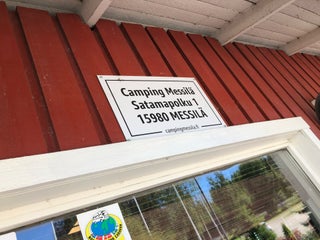 Camping Messilä
Satamapolku 1
15980 MESSILÄ
campingmessila.fi